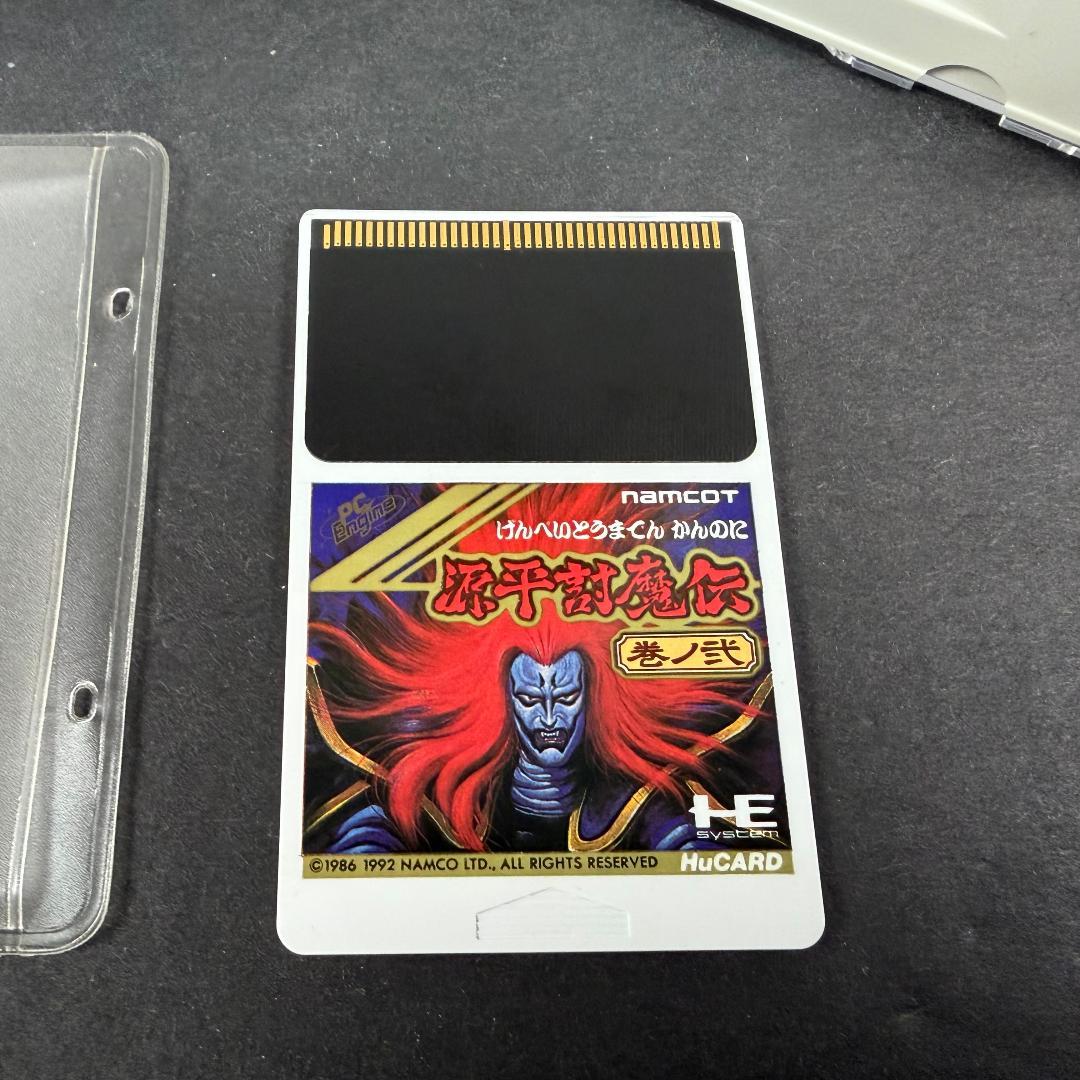 PC Engine
namcot
げんぺいとうまでん かんのに
源平討魔伝
巻ノ弐
HE
system
©1986 1992 NAMCO LTD., ALL RIGHTS RESERVED HuCARD